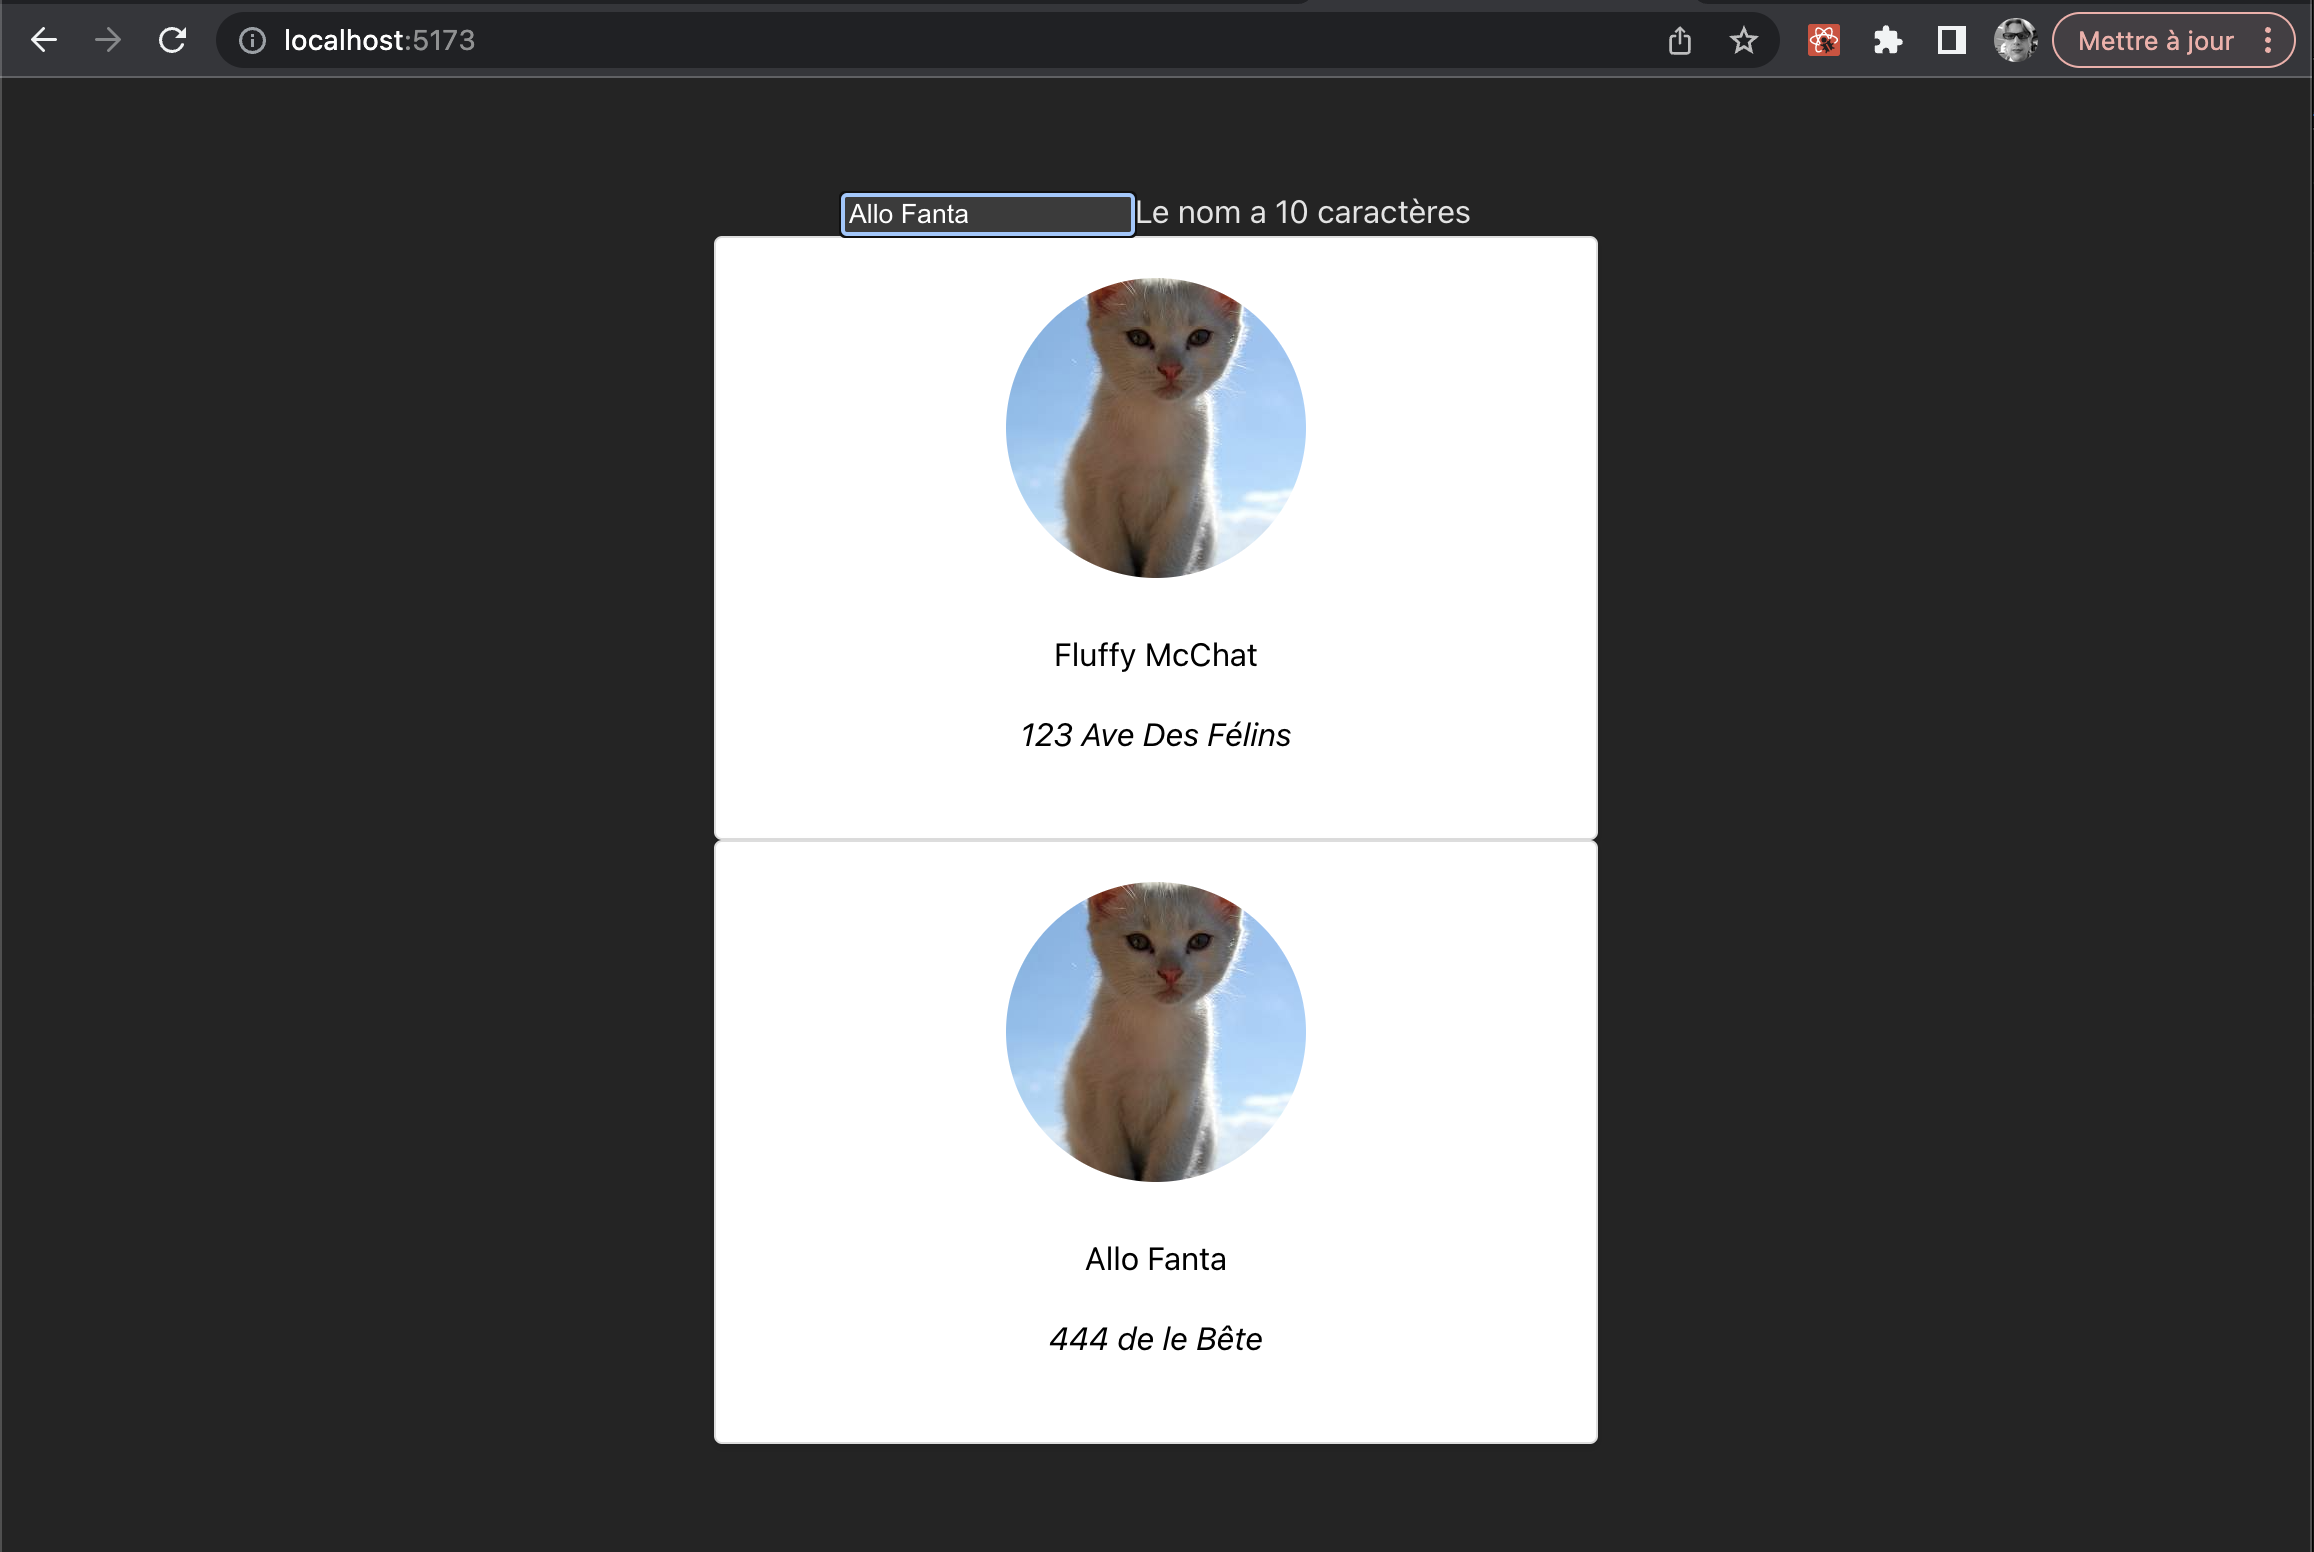 localhost:5173
Mettre à jour
Allo Fanta Le nom a 10 caractères
Fluffy McChat
123 Ave Des Félins
Allo Fanta
444 de le Bête